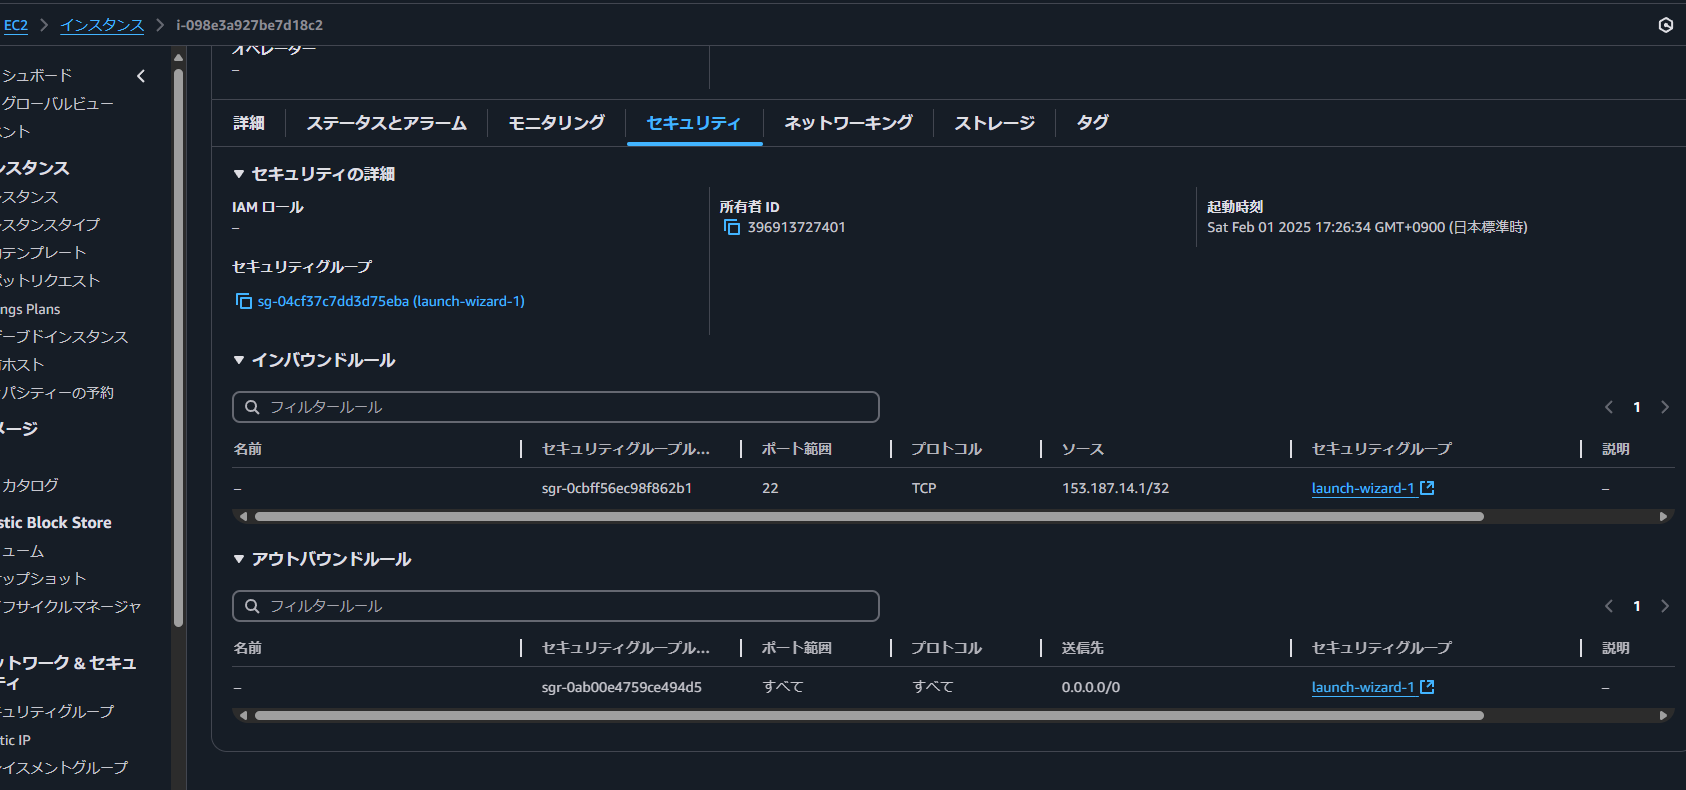 EC2 > インスタンス > i-098e3a927be7d18c2
シュボード
グローバルビュー
ント
ンスタンス
スタンス
スタンスタイプ
テンプレート
ットリクエスト
ngs Plans
ーブドインスタンス
ホスト
パシティーの予約
メージ
カタログ
stic Block Store
ューム
ップショット
フサイクルマネージャ
ットワーク & セキュ
ティ
ュリティグループ
tic IP
イスメントグループ
オペレーター
–
詳細 ステータスとアラーム モニタリング セキュリティ ネットワーキング ストレージ タグ
▼ セキュリティの詳細
IAM ロール
–
所有者 ID
396913727401
起動時刻
Sat Feb 01 2025 17:26:34 GMT+0900 (日本標準時)
セキュリティグループ
sg-04cf37c7dd3d75eba (launch-wizard-1)
▼ インバウンドルール
フィルタールール
1
名前 セキュリティグループル... ポート範囲 プロトコル ソース セキュリティグループ 説明
– sgr-0cbff56ec98f862b1 22 TCP 153.187.14.1/32 launch-wizard-1 –
▼ アウトバウンドルール
フィルタールール
1
名前 セキュリティグループル... ポート範囲 プロトコル 送信先 セキュリティグループ 説明
– sgr-0ab00e4759ce494d5 すべて すべて 0.0.0.0/0 launch-wizard-1 –